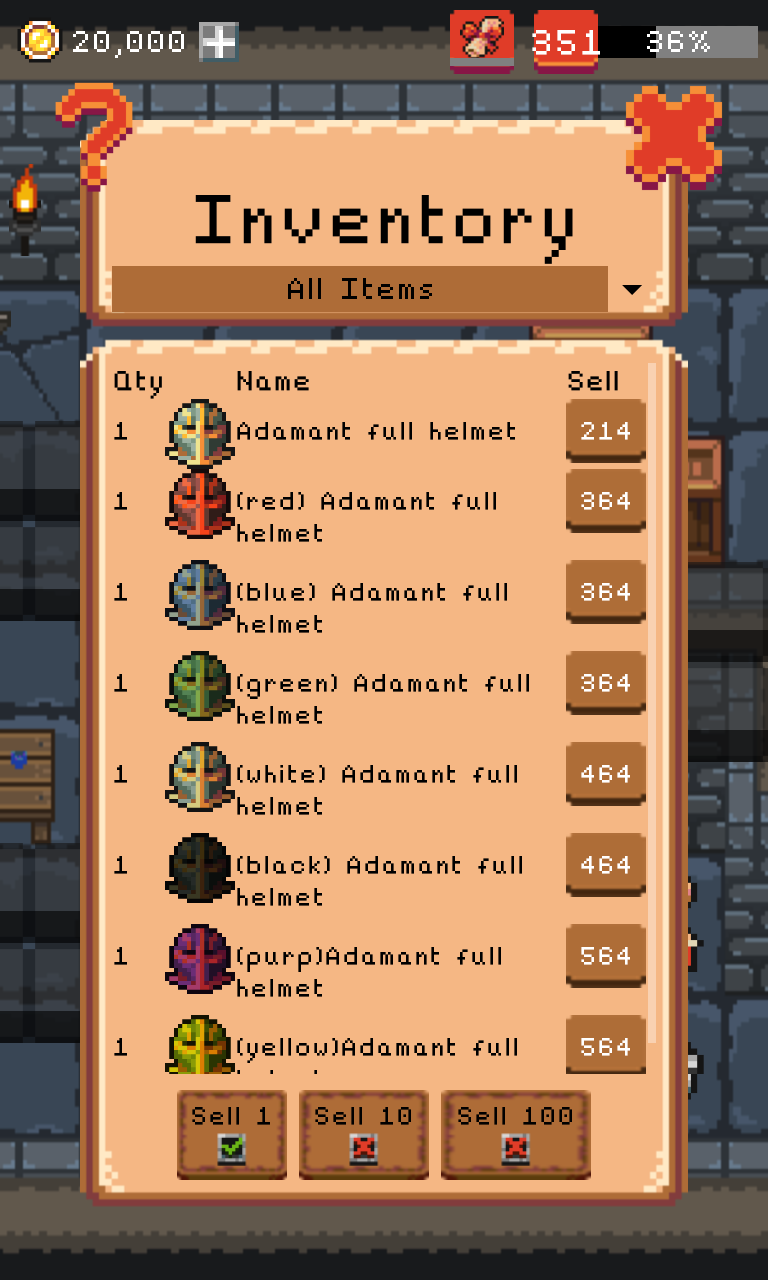 20,000
351 36%
?
Inventory
All Items
Qty Name Sell
1 Adamant full helmet 214
1 (red) Adamant full 364
helmet
1 (blue) Adamant full 364
helmet
1 (green) Adamant full 364
helmet
1 (white) Adamant full 464
helmet
1 (black) Adamant full 464
helmet
1 (purp)Adamant full 564
helmet
1 (yellow)Adamant full 564
Sell 1 Sell 10 Sell 100